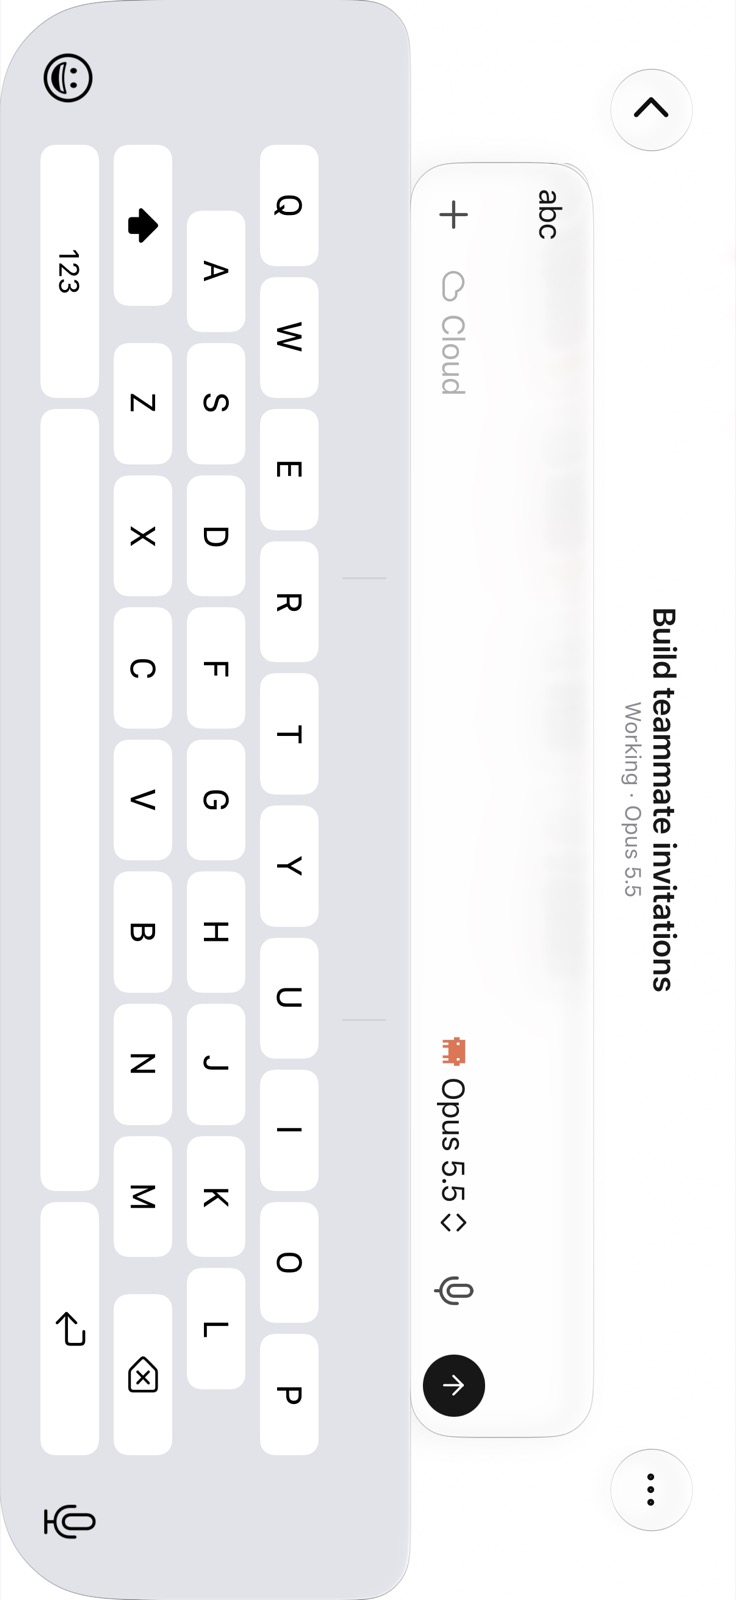 Build teammate invitations
Working · Opus 5.5
abc
Cloud
Opus 5.5
Q W E R T Y U I O P
A S D F G H J K L
Z X C V B N M
123